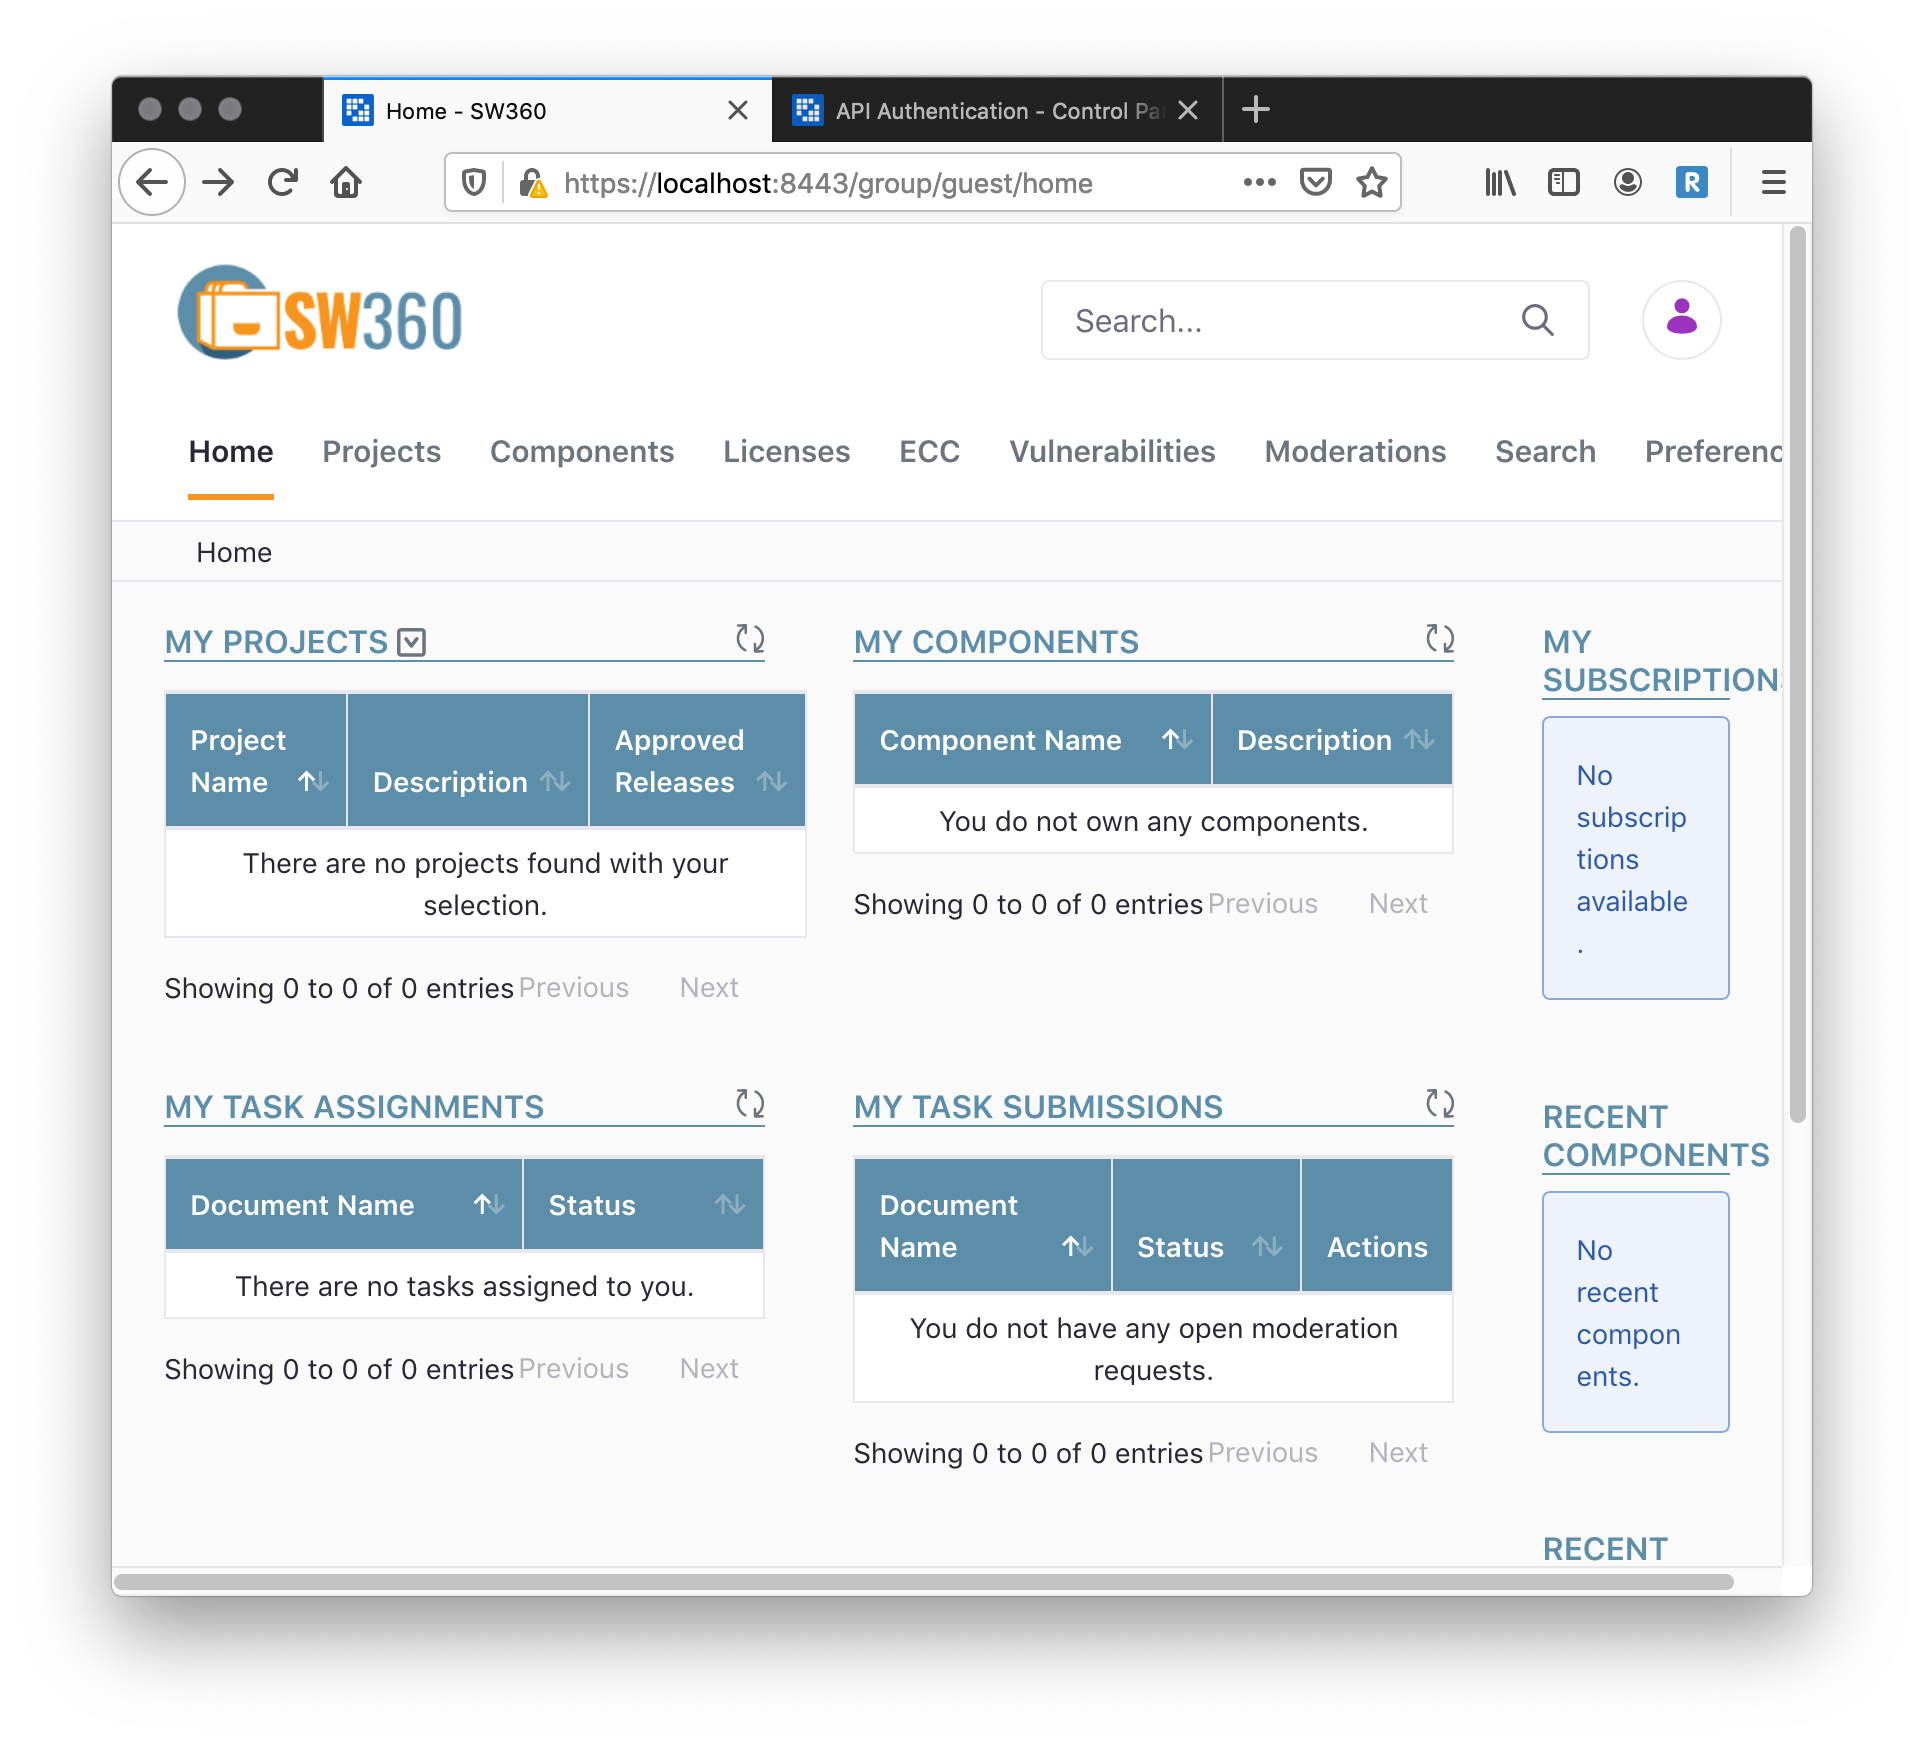 Home - SW360
API Authentication - Control Pa
https://localhost:8443/group/guest/home
R
SW360
Search...
Home Projects Components Licenses ECC Vulnerabilities Moderations Search Preferenc
Home
MY PROJECTS
Project Name Description Approved Releases
There are no projects found with your
selection.
Showing 0 to 0 of 0 entries Previous Next
MY COMPONENTS
Component Name Description
You do not own any components.
Showing 0 to 0 of 0 entries Previous Next
MY
SUBSCRIPTIONS
No
subscrip
tions
available
.
MY TASK ASSIGNMENTS
Document Name Status
There are no tasks assigned to you.
Showing 0 to 0 of 0 entries Previous Next
MY TASK SUBMISSIONS
Document Name Status Actions
You do not have any open moderation
requests.
Showing 0 to 0 of 0 entries Previous Next
RECENT
COMPONENTS
No
recent
compon
ents.
RECENT